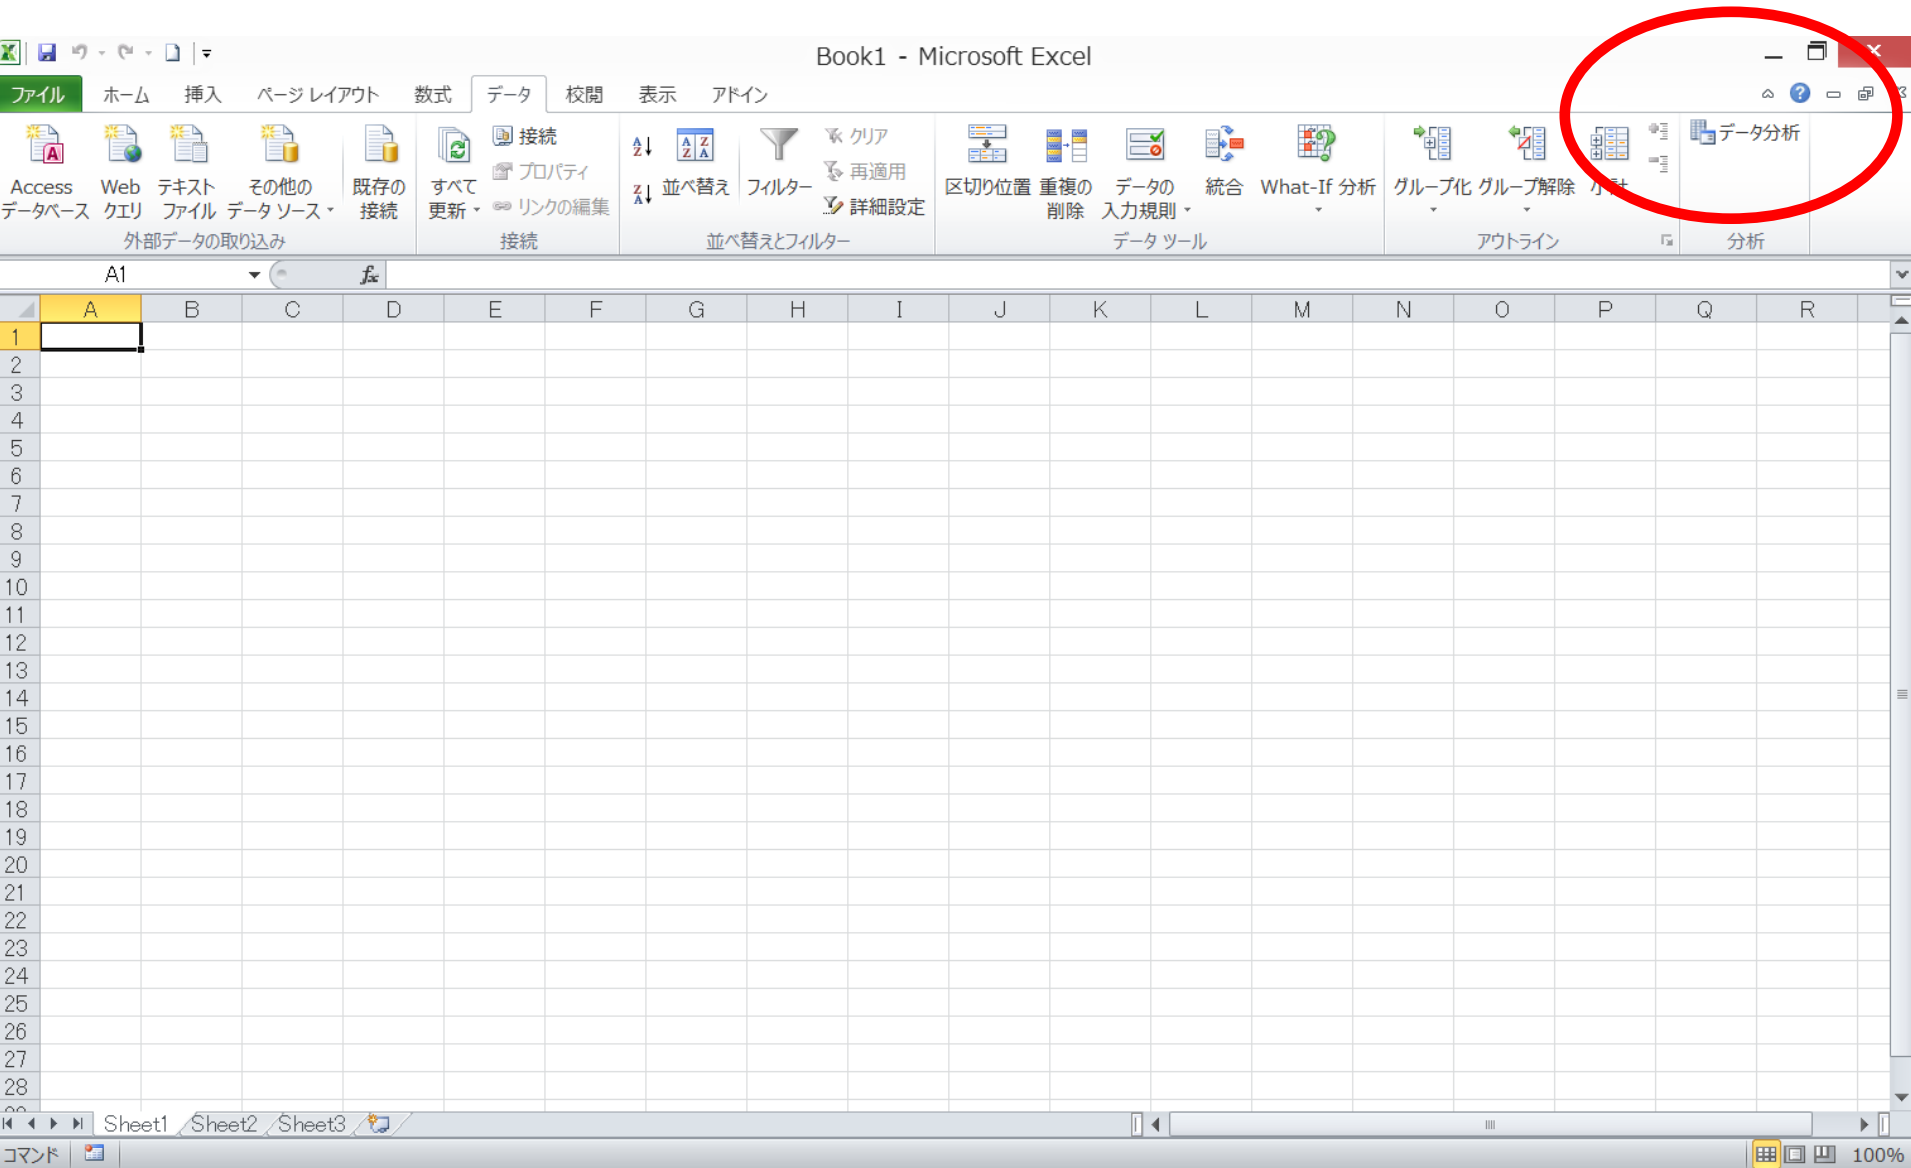 Book1 - Microsoft Excel
ファイル ホーム 挿入 ページ レイアウト 数式 データ 校閲 表示 アドイン
Access データベース
Web クエリ
テキスト ファイル
その他の データ ソース
既存の 接続
外部データの取り込み
すべて 更新
接続
プロパティ
リンクの編集
接続
並べ替え
フィルター
クリア
再適用
詳細設定
並べ替えとフィルター
区切り位置
重複の 削除
データの 入力規則
統合
What-If 分析
データ ツール
グループ化
グループ解除
小計
アウトライン
データ分析
分析
A1
fx
A B C D E F G H I J K L M N O P Q R
1
2
3
4
5
6
7
8
9
10
11
12
13
14
15
16
17
18
19
20
21
22
23
24
25
26
27
28
Sheet1 Sheet2 Sheet3
コマンド
100%